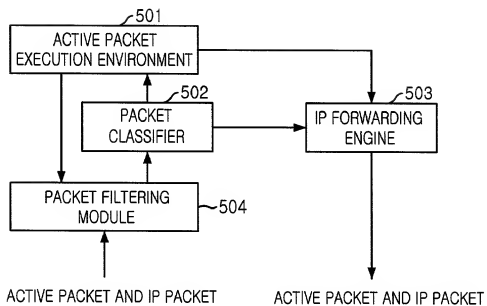 501
ACTIVE PACKET
EXECUTION ENVIRONMENT
502
PACKET
CLASSIFIER
503
IP FORWARDING
ENGINE
PACKET FILTERING
MODULE
504
ACTIVE PACKET AND IP PACKET
ACTIVE PACKET AND IP PACKET